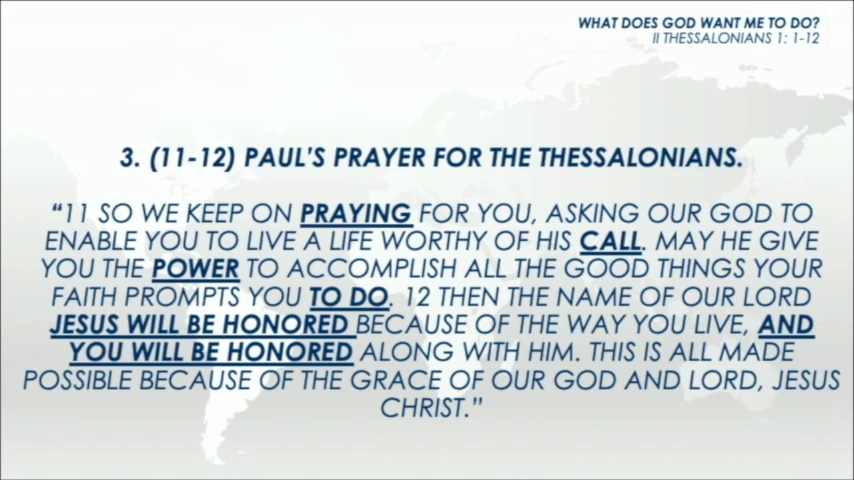 WHAT DOES GOD WANT ME TO DO?
II THESSALONIANS 1: 1-12
3. (11-12) PAUL'S PRAYER FOR THE THESSALONIANS.
“11 SO WE KEEP ON PRAYING FOR YOU, ASKING OUR GOD TO
ENABLE YOU TO LIVE A LIFE WORTHY OF HIS CALL. MAY HE GIVE
YOU THE POWER TO ACCOMPLISH ALL THE GOOD THINGS YOUR
FAITH PROMPTS YOU TO DO. 12 THEN THE NAME OF OUR LORD
JESUS WILL BE HONORED BECAUSE OF THE WAY YOU LIVE, AND
YOU WILL BE HONORED ALONG WITH HIM. THIS IS ALL MADE
POSSIBLE BECAUSE OF THE GRACE OF OUR GOD AND LORD, JESUS
CHRIST.”